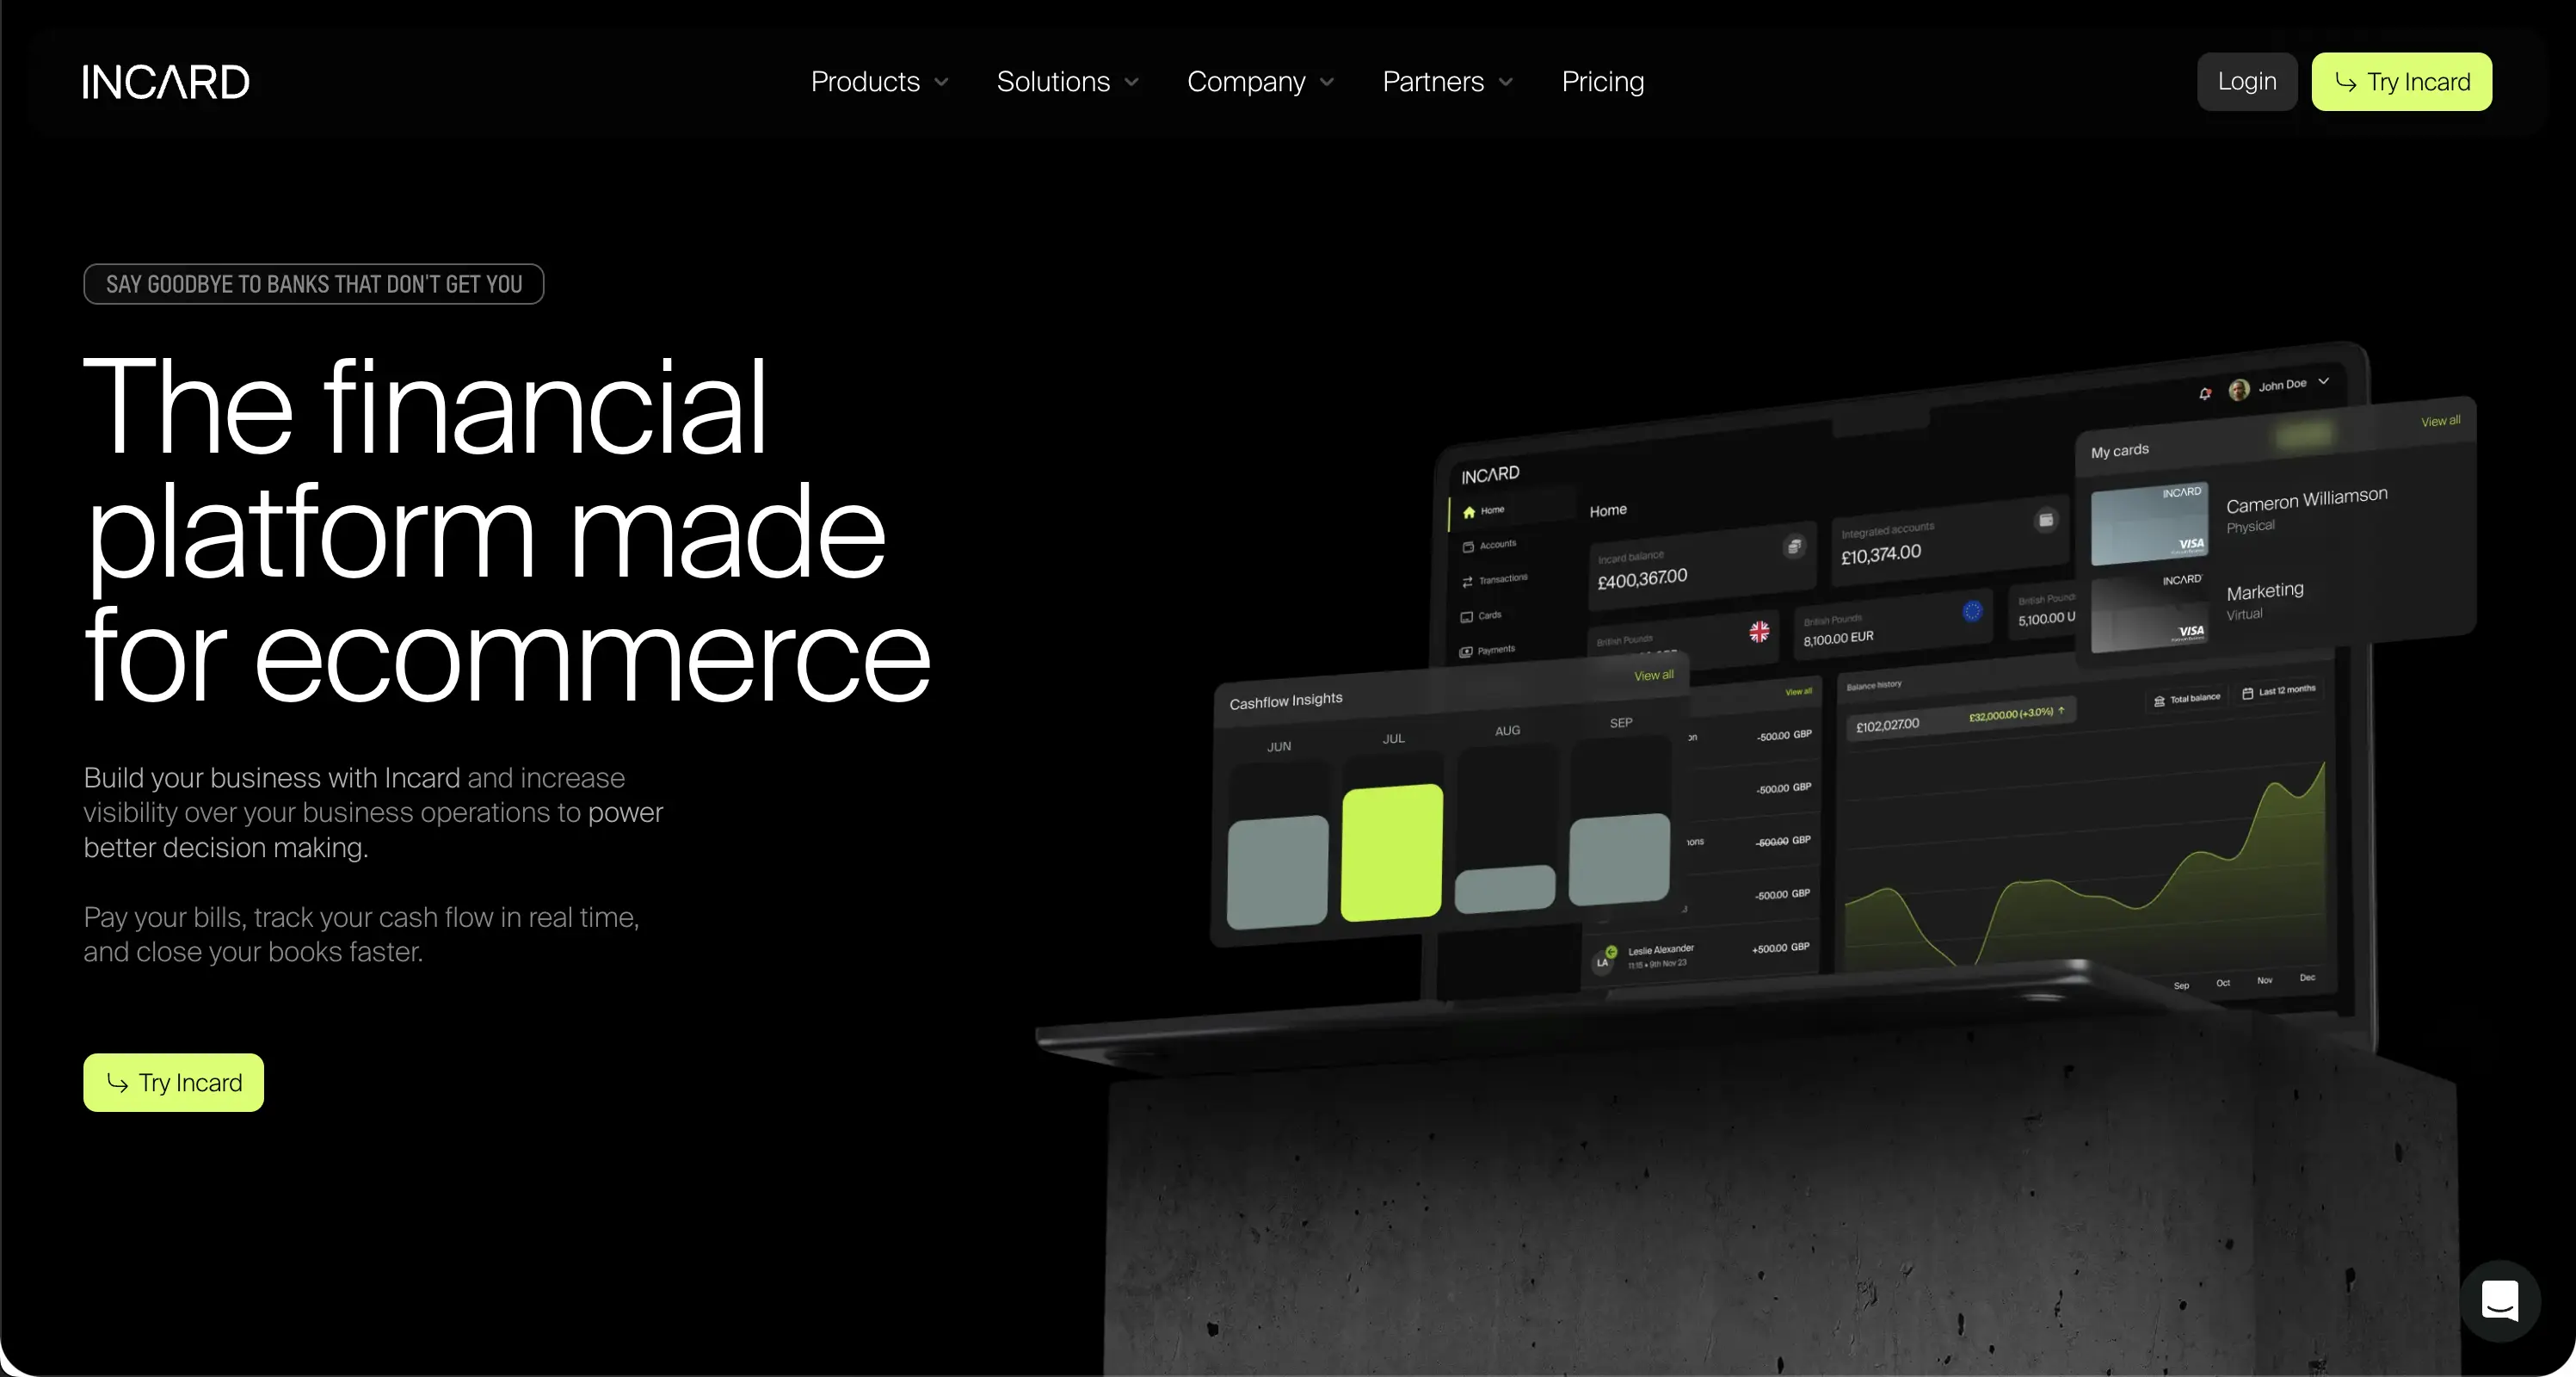 INCARD
Products
Solutions
Company
Partners
Pricing
Login
Try Incard
SAY GOODBYE TO BANKS THAT DON'T GET YOU
The financial
platform made
for ecommerce
Build your business with Incard and increase
visibility over your business operations to power
better decision making.
Pay your bills, track your cash flow in real time,
and close your books faster.
Try Incard
John Doe
INCARD
Home
Accounts
Transactions
Cards
Payments
Home
Incard balance
£400,367.00
Integrated accounts
£10,374.00
British Pounds
British Pounds
8,100.00 EUR
British Pounds
5,100.00 U
My cards
View all
INCARD
VISA
Cameron Williamson
Physical
INCARD
VISA
Marketing
Virtual
Cashflow Insights
View all
JUN
JUL
AUG
SEP
View all
-500.00 GBP
-500.00 GBP
-500.00 GBP
-500.00 GBP
LA
Leslie Alexander
11:15 • 9th Nov 23
+500.00 GBP
Balance history
£102,027.00
£32,000.00 (+3.0%) ↑
Total balance
Last 12 months
Sep
Oct
Nov
Dec